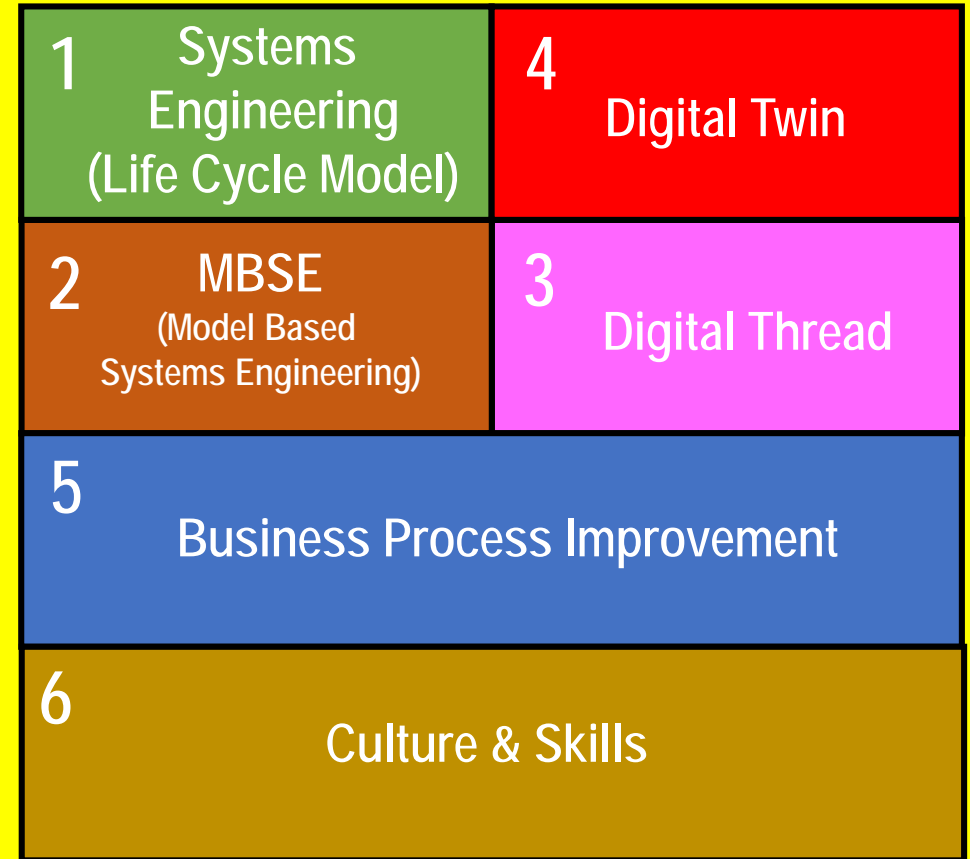 1
Systems
Engineering
(Life Cycle Model)
4
Digital Twin
2
MBSE
(Model Based
Systems Engineering)
3
Digital Thread
5
Business Process Improvement
6
Culture & Skills